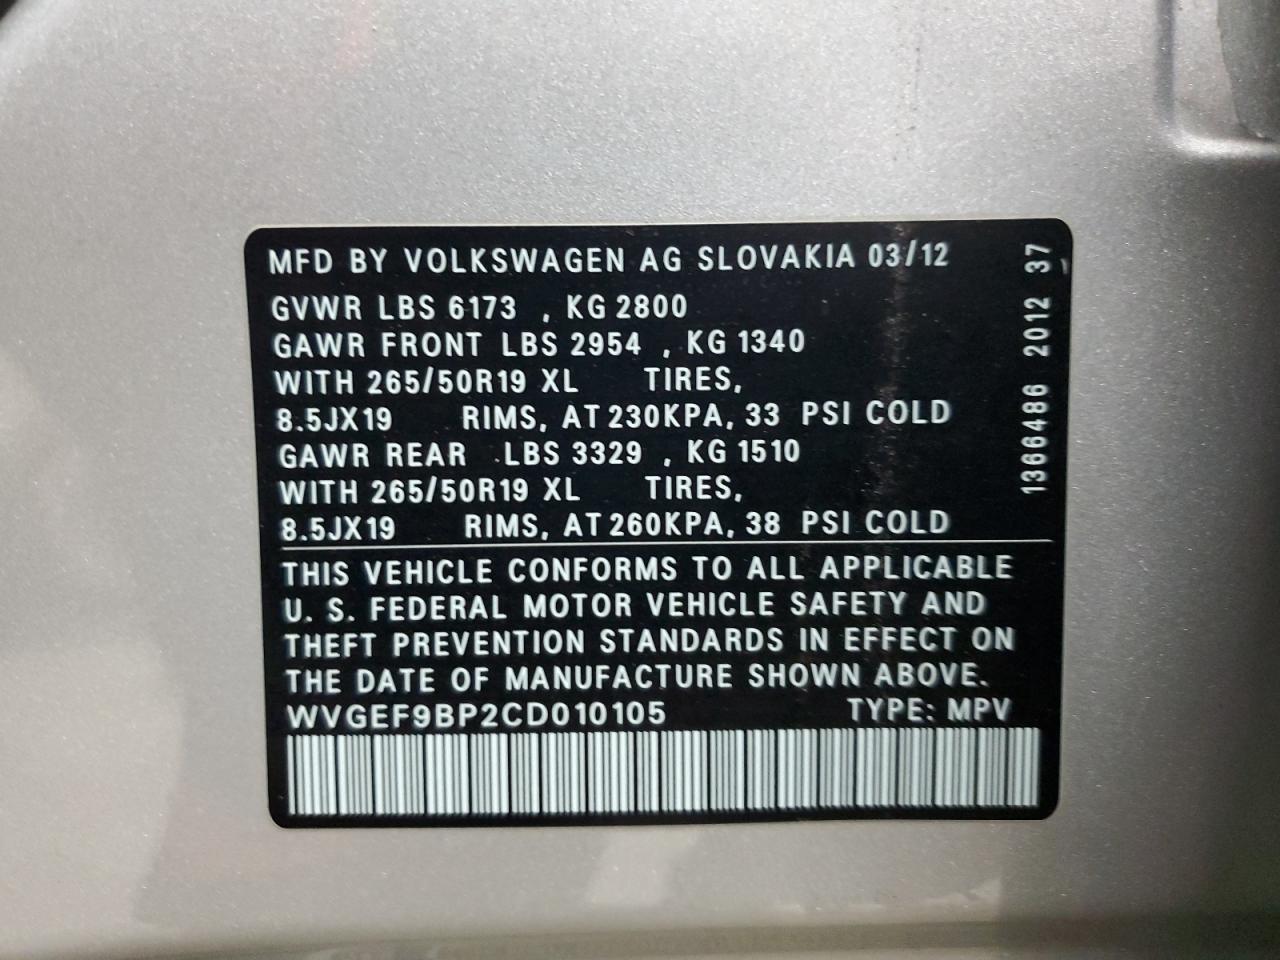 MFD BY VOLKSWAGEN AG SLOVAKIA 03/12
GVWR LBS 6173 , KG 2800
GAWR FRONT LBS 2954 , KG 1340
WITH 265/50R19 XL TIRES,
8.5JX19 RIMS, AT 230KPA, 33 PSI COLD
GAWR REAR LBS 3329 , KG 1510
WITH 265/50R19 XL TIRES,
8.5JX19 RIMS, AT 260KPA, 38 PSI COLD
THIS VEHICLE CONFORMS TO ALL APPLICABLE
U. S. FEDERAL MOTOR VEHICLE SAFETY AND
THEFT PREVENTION STANDARDS IN EFFECT ON
THE DATE OF MANUFACTURE SHOWN ABOVE.
WVGEF9BP2CD010105 TYPE: MPV
1366486 2012 37